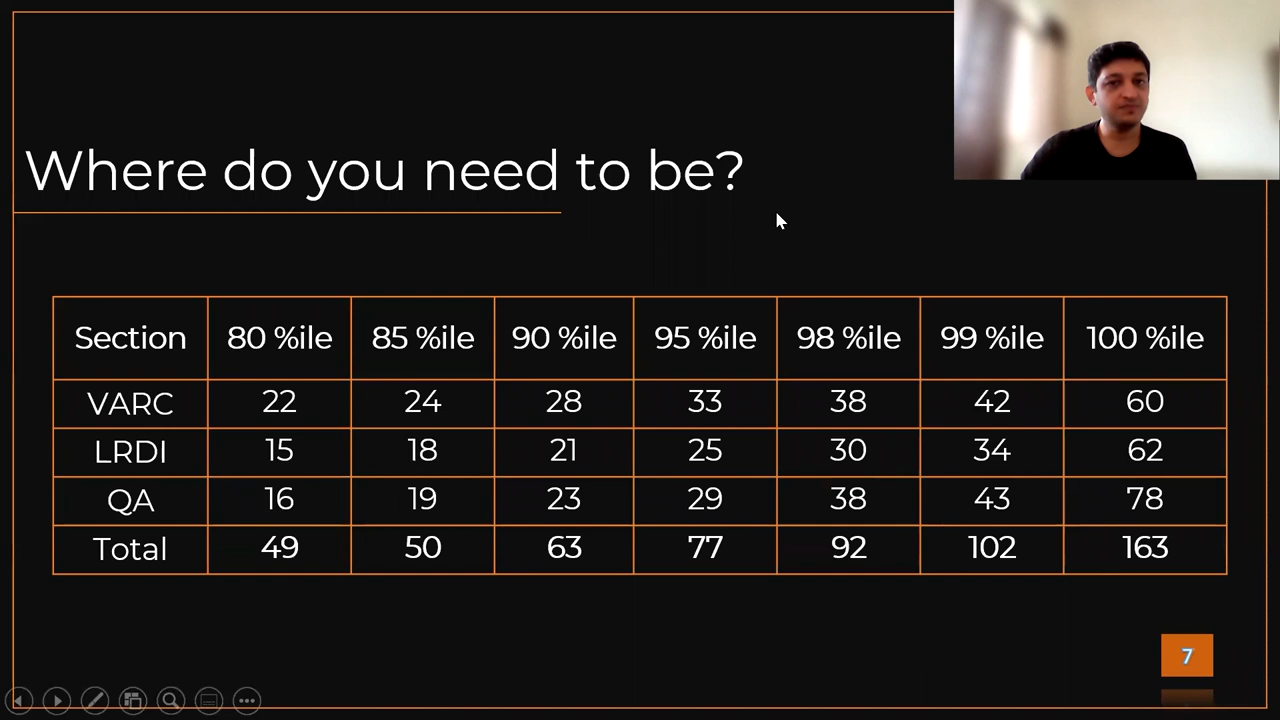 Where do you need to be?
Section 80 %ile 85 %ile 90 %ile 95 %ile 98 %ile 99 %ile 100 %ile
VARC 22 24 28 33 38 42 60
LRDI 15 18 21 25 30 34 62
QA 16 19 23 29 38 43 78
Total 49 50 63 77 92 102 163
7